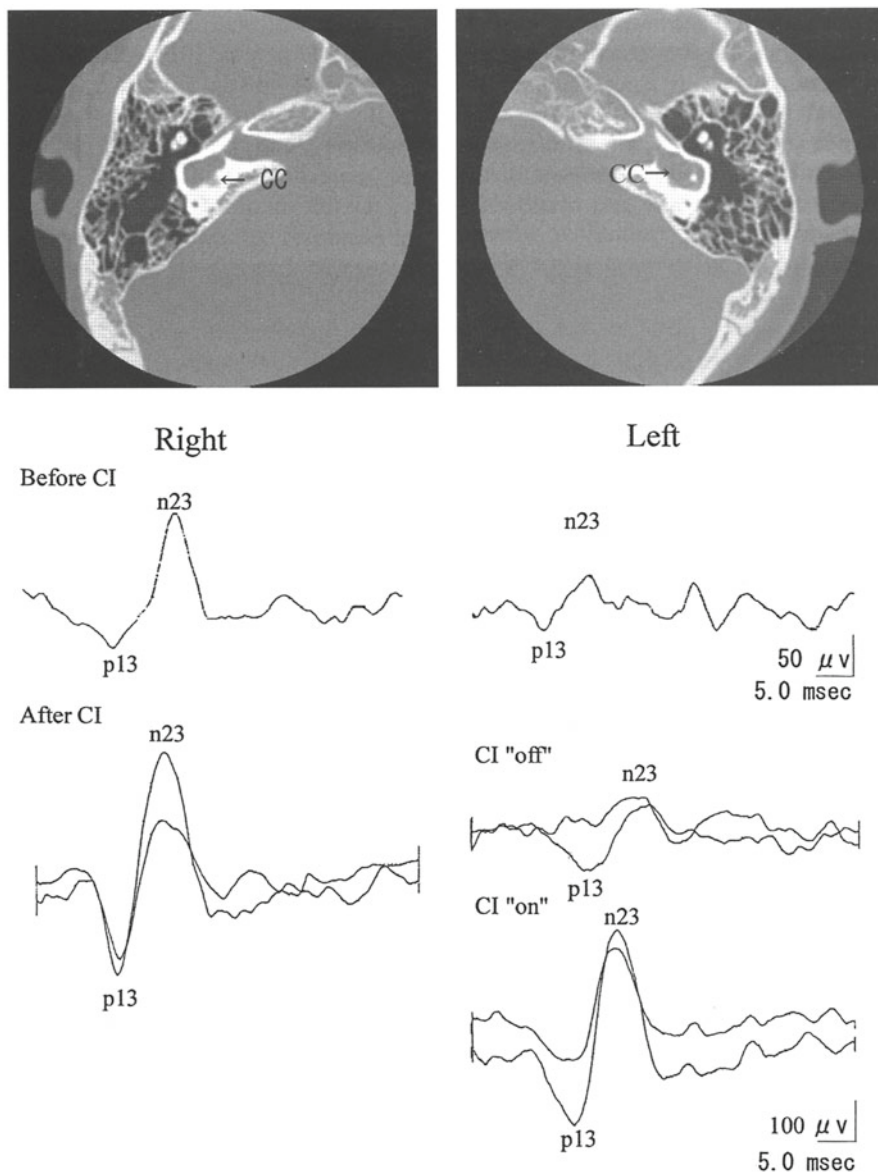 ← CC
CC→
Right
Left
Before CI
n23
p13
n23
p13
50 μv
5.0 msec
After CI
n23
p13
CI "off"
n23
p13
CI "on"
n23
p13
100 μv
5.0 msec